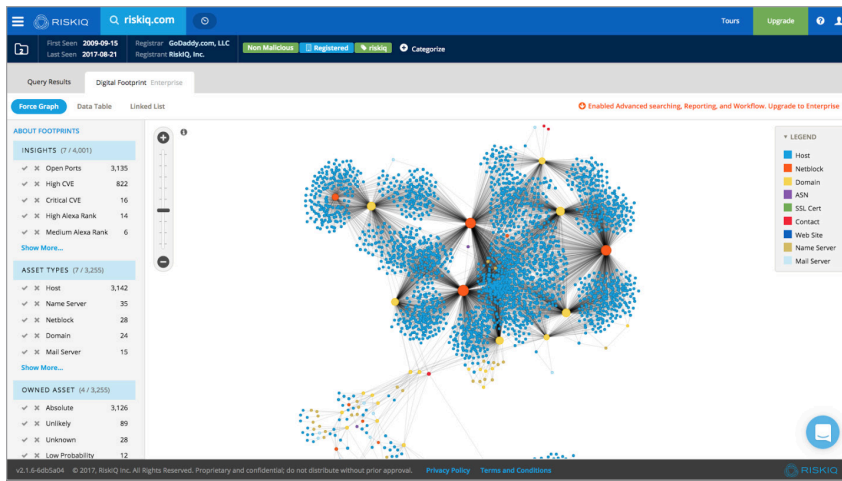 RISKIQ
riskiq.com
Tours
Upgrade
First Seen 2009-09-15
Last Seen 2017-08-21
Registrar GoDaddy.com, LLC
Registrant RiskIQ, Inc.
Non Malicious
Registered
riskiq
Categorize
Query Results
Digital Footprint Enterprise
Force Graph
Data Table
Linked List
Enabled Advanced searching, Reporting, and Workflow. Upgrade to Enterprise
ABOUT FOOTPRINTS
INSIGHTS (7 / 4,001)
Open Ports 3,135
High CVE 822
Critical CVE 16
High Alexa Rank 14
Medium Alexa Rank 6
Show More...
ASSET TYPES (7 / 3,255)
Host 3,142
Name Server 35
Netblock 28
Domain 24
Mail Server 15
Show More...
OWNED ASSET (4 / 3,255)
Absolute 3,126
Unlikely 89
Unknown 28
Low Probability 12
LEGEND
Host
Netblock
Domain
ASN
SSL Cert
Contact
Web Site
Name Server
Mail Server
v2.1.6-6db5a04 © 2017, RiskIQ Inc. All Rights Reserved. Proprietary and confidential; do not distribute without prior approval. Privacy Policy Terms and Conditions
RISKIQ